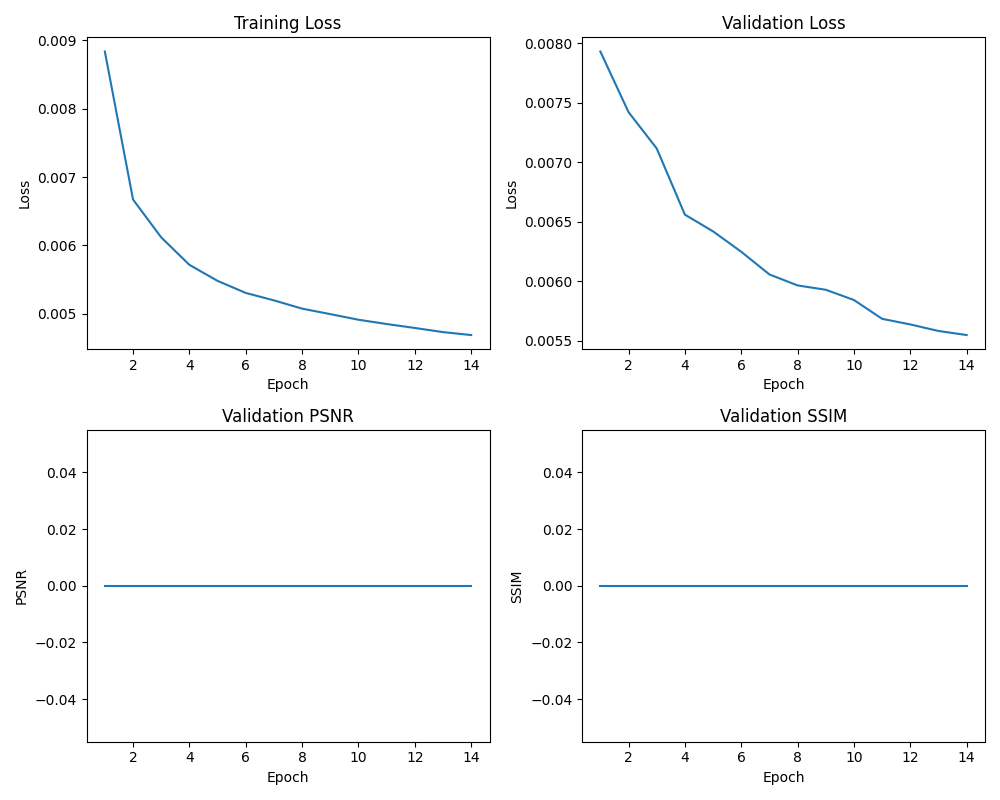 Training Loss
0.009
0.008
0.007
0.006
0.005
Loss
2 4 6 8 10 12 14
Epoch
Validation Loss
0.0080
0.0075
0.0070
0.0065
0.0060
0.0055
Loss
2 4 6 8 10 12 14
Epoch
Validation PSNR
0.04
0.02
0.00
−0.02
−0.04
PSNR
2 4 6 8 10 12 14
Epoch
Validation SSIM
0.04
0.02
0.00
−0.02
−0.04
SSIM
2 4 6 8 10 12 14
Epoch